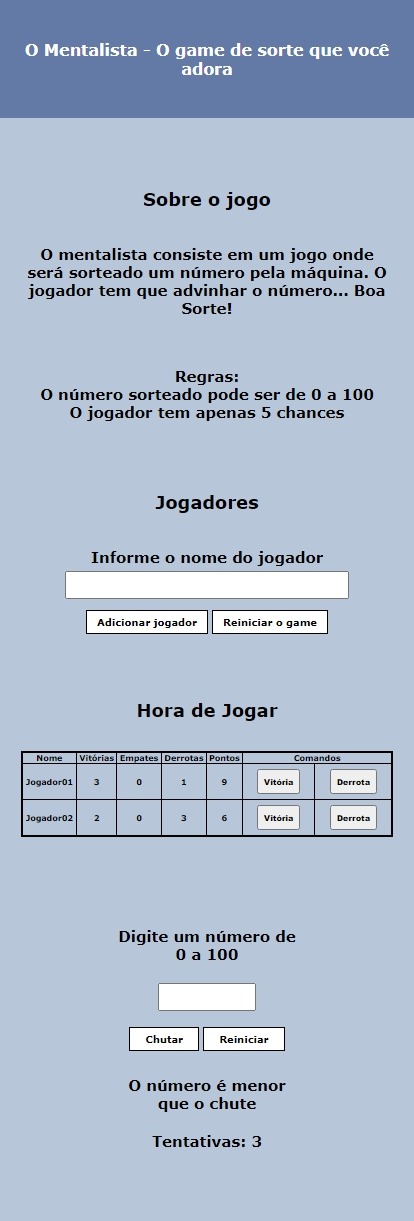 O Mentalista - O game de sorte que você
adora
Sobre o jogo
O mentalista consiste em um jogo onde
será sorteado um número pela máquina. O
jogador tem que advinhar o número... Boa
Sorte!
Regras:
O número sorteado pode ser de 0 a 100
O jogador tem apenas 5 chances
Jogadores
Informe o nome do jogador
Adicionar jogador Reiniciar o game
Hora de Jogar
Nome Vitórias Empates Derrotas Pontos Comandos
Jogador01 3 0 1 9 Vitória Derrota
Jogador02 2 0 3 6 Vitória Derrota
Digite um número de
0 a 100
Chutar Reiniciar
O número é menor
que o chute
Tentativas: 3